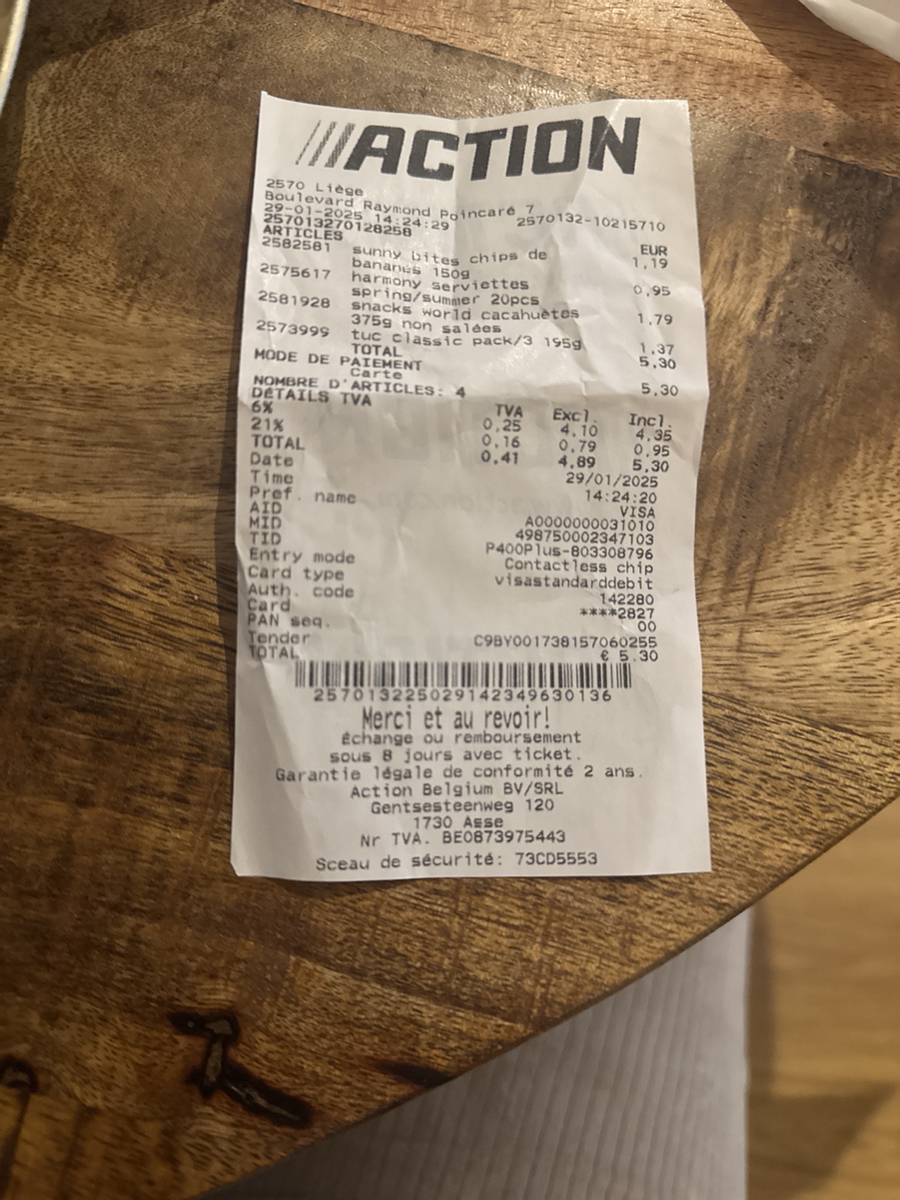 ///ACTION
2570 Liège
Boulevard Raymond Poincaré 7
29-01-2025 14:24:29 2570132-10215710
257013270128258
ARTICLES EUR
2582581 sunny bites chips de 1,19
bananes 150g
2575617 harmony serviettes 0,95
spring/summer 20pcs
2581928 snacks world cacahuètes 1,79
375g non salées
2573999 tuc classic pack/3 195g 1,37
TOTAL 5,30
MODE DE PAIEMENT
Carte 5,30
NOMBRE D'ARTICLES: 4
DÉTAILS TVA TVA Excl. Incl.
6% 0,25 4,10 4,35
21% 0,16 0,79 0,95
TOTAL 0,41 4,89 5,30
Date 29/01/2025
Time 14:24:20
Pref. name VISA
AID A0000000031010
MID 498750002347103
TID P400Plus-803308796
Entry mode Contactless chip
Card type visastandarddebit
Auth. code 142280
Card ****2827
PAN seq. 00
Tender C9BY001738157060255
TOTAL € 5.30
257013225029142349630136
Merci et au revoir!
Échange ou remboursement
sous 8 jours avec ticket.
Garantie légale de conformité 2 ans.
Action Belgium BV/SRL
Gentsesteenweg 120
1730 Asse
Nr TVA. BE0873975443
Sceau de sécurité: 73CD5553